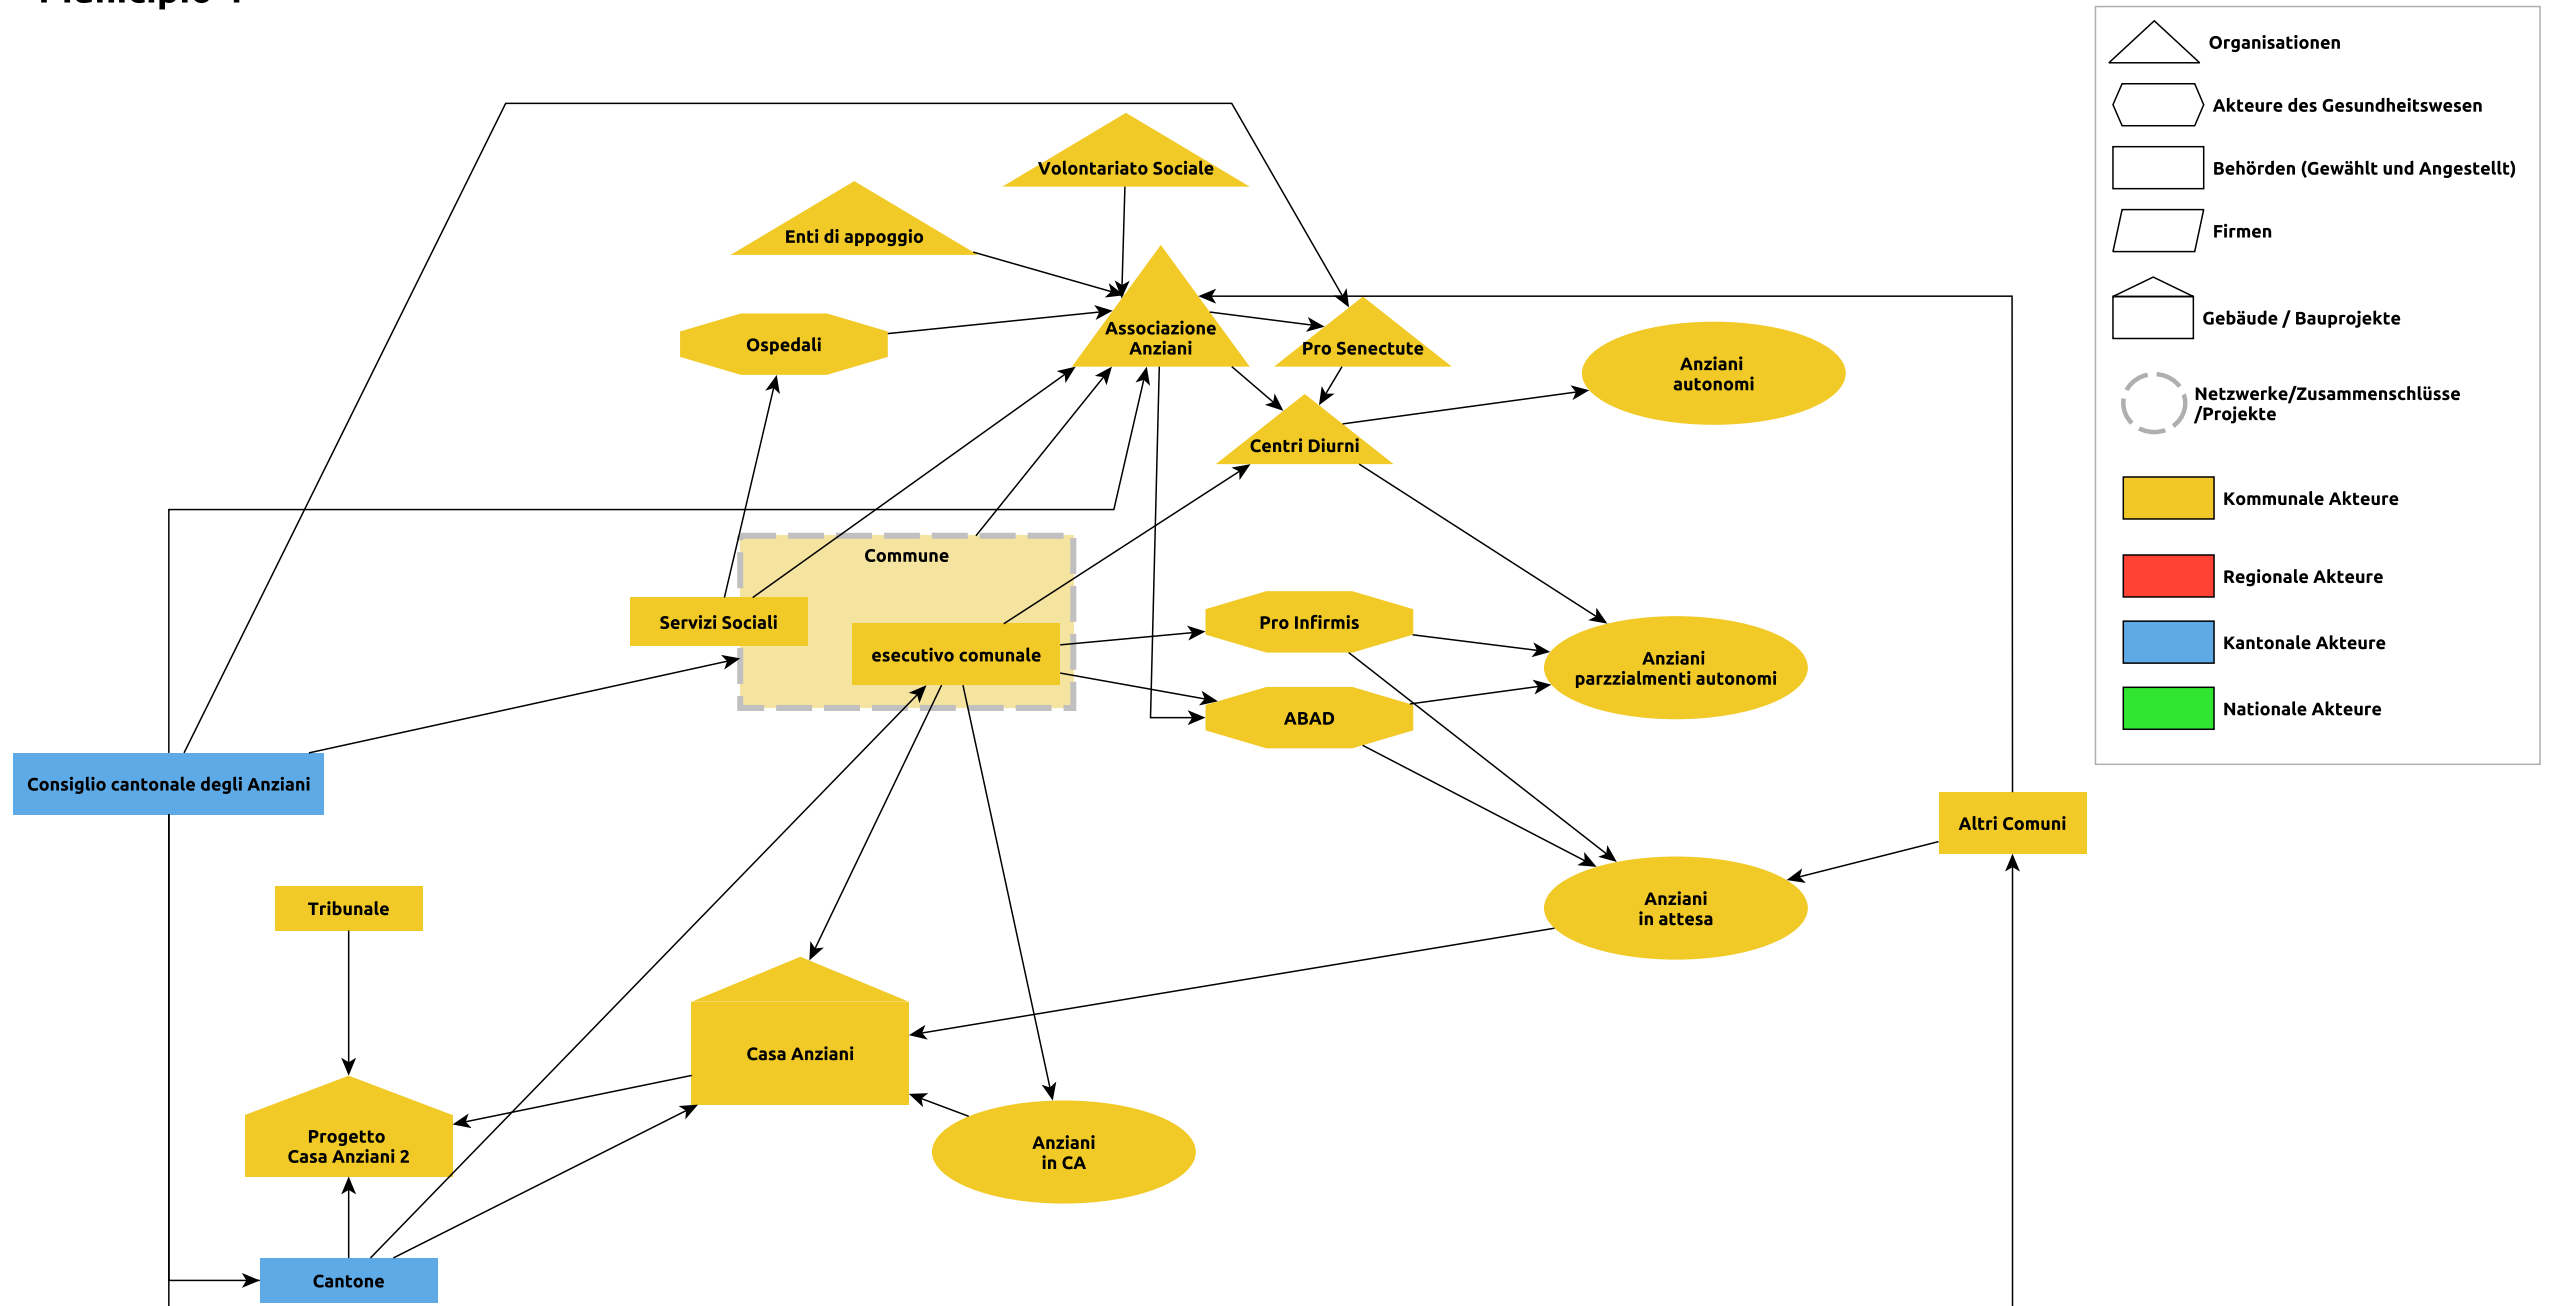 Volontariato Sociale
Enti di appoggio
Associazione
Anziani
Ospedali
Pro Senectute
Anziani
autonomi
Centri Diurni
Commune
Servizi Sociali
esecutivo comunale
Pro Infirmis
Anziani
parzzialmenti autonomi
ABAD
Consiglio cantonale degli Anziani
Altri Comuni
Tribunale
Anziani
in attesa
Casa Anziani
Progetto
Casa Anziani 2
Anziani
in CA
Cantone
Organisationen
Akteure des Gesundheitswesen
Behörden (Gewählt und Angestellt)
Firmen
Gebäude / Bauprojekte
Netzwerke/Zusammenschlüsse
/Projekte
Kommunale Akteure
Regionale Akteure
Kantonale Akteure
Nationale Akteure